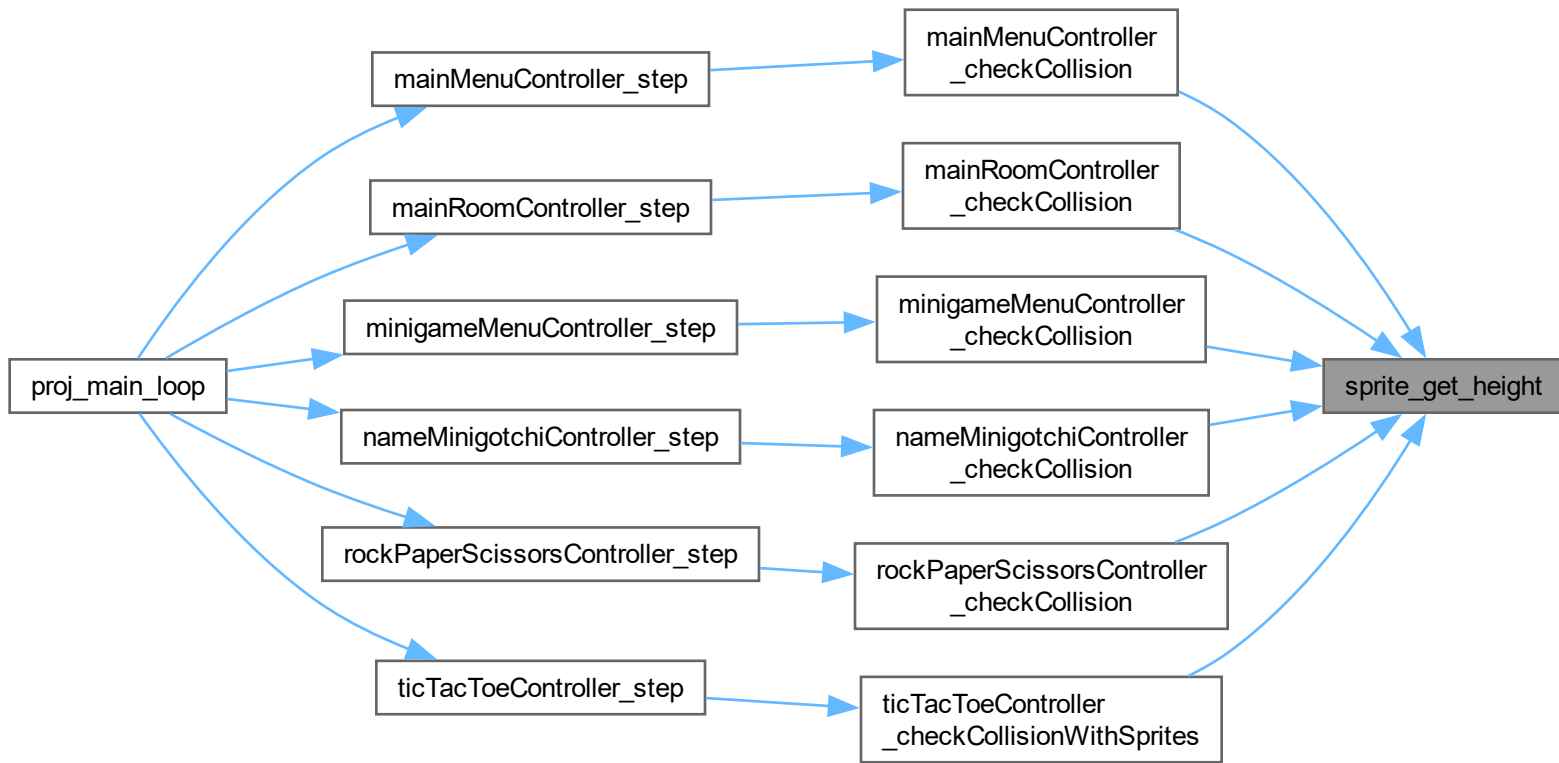 mainMenuController
_checkCollision
mainMenuController_step
mainRoomController
_checkCollision
mainRoomController_step
minigameMenuController
_checkCollision
minigameMenuController_step
proj_main_loop
sprite_get_height
nameMinigotchiController_step
nameMinigotchiController
_checkCollision
rockPaperScissorsController_step
rockPaperScissorsController
_checkCollision
ticTacToeController_step
ticTacToeController
_checkCollisionWithSprites